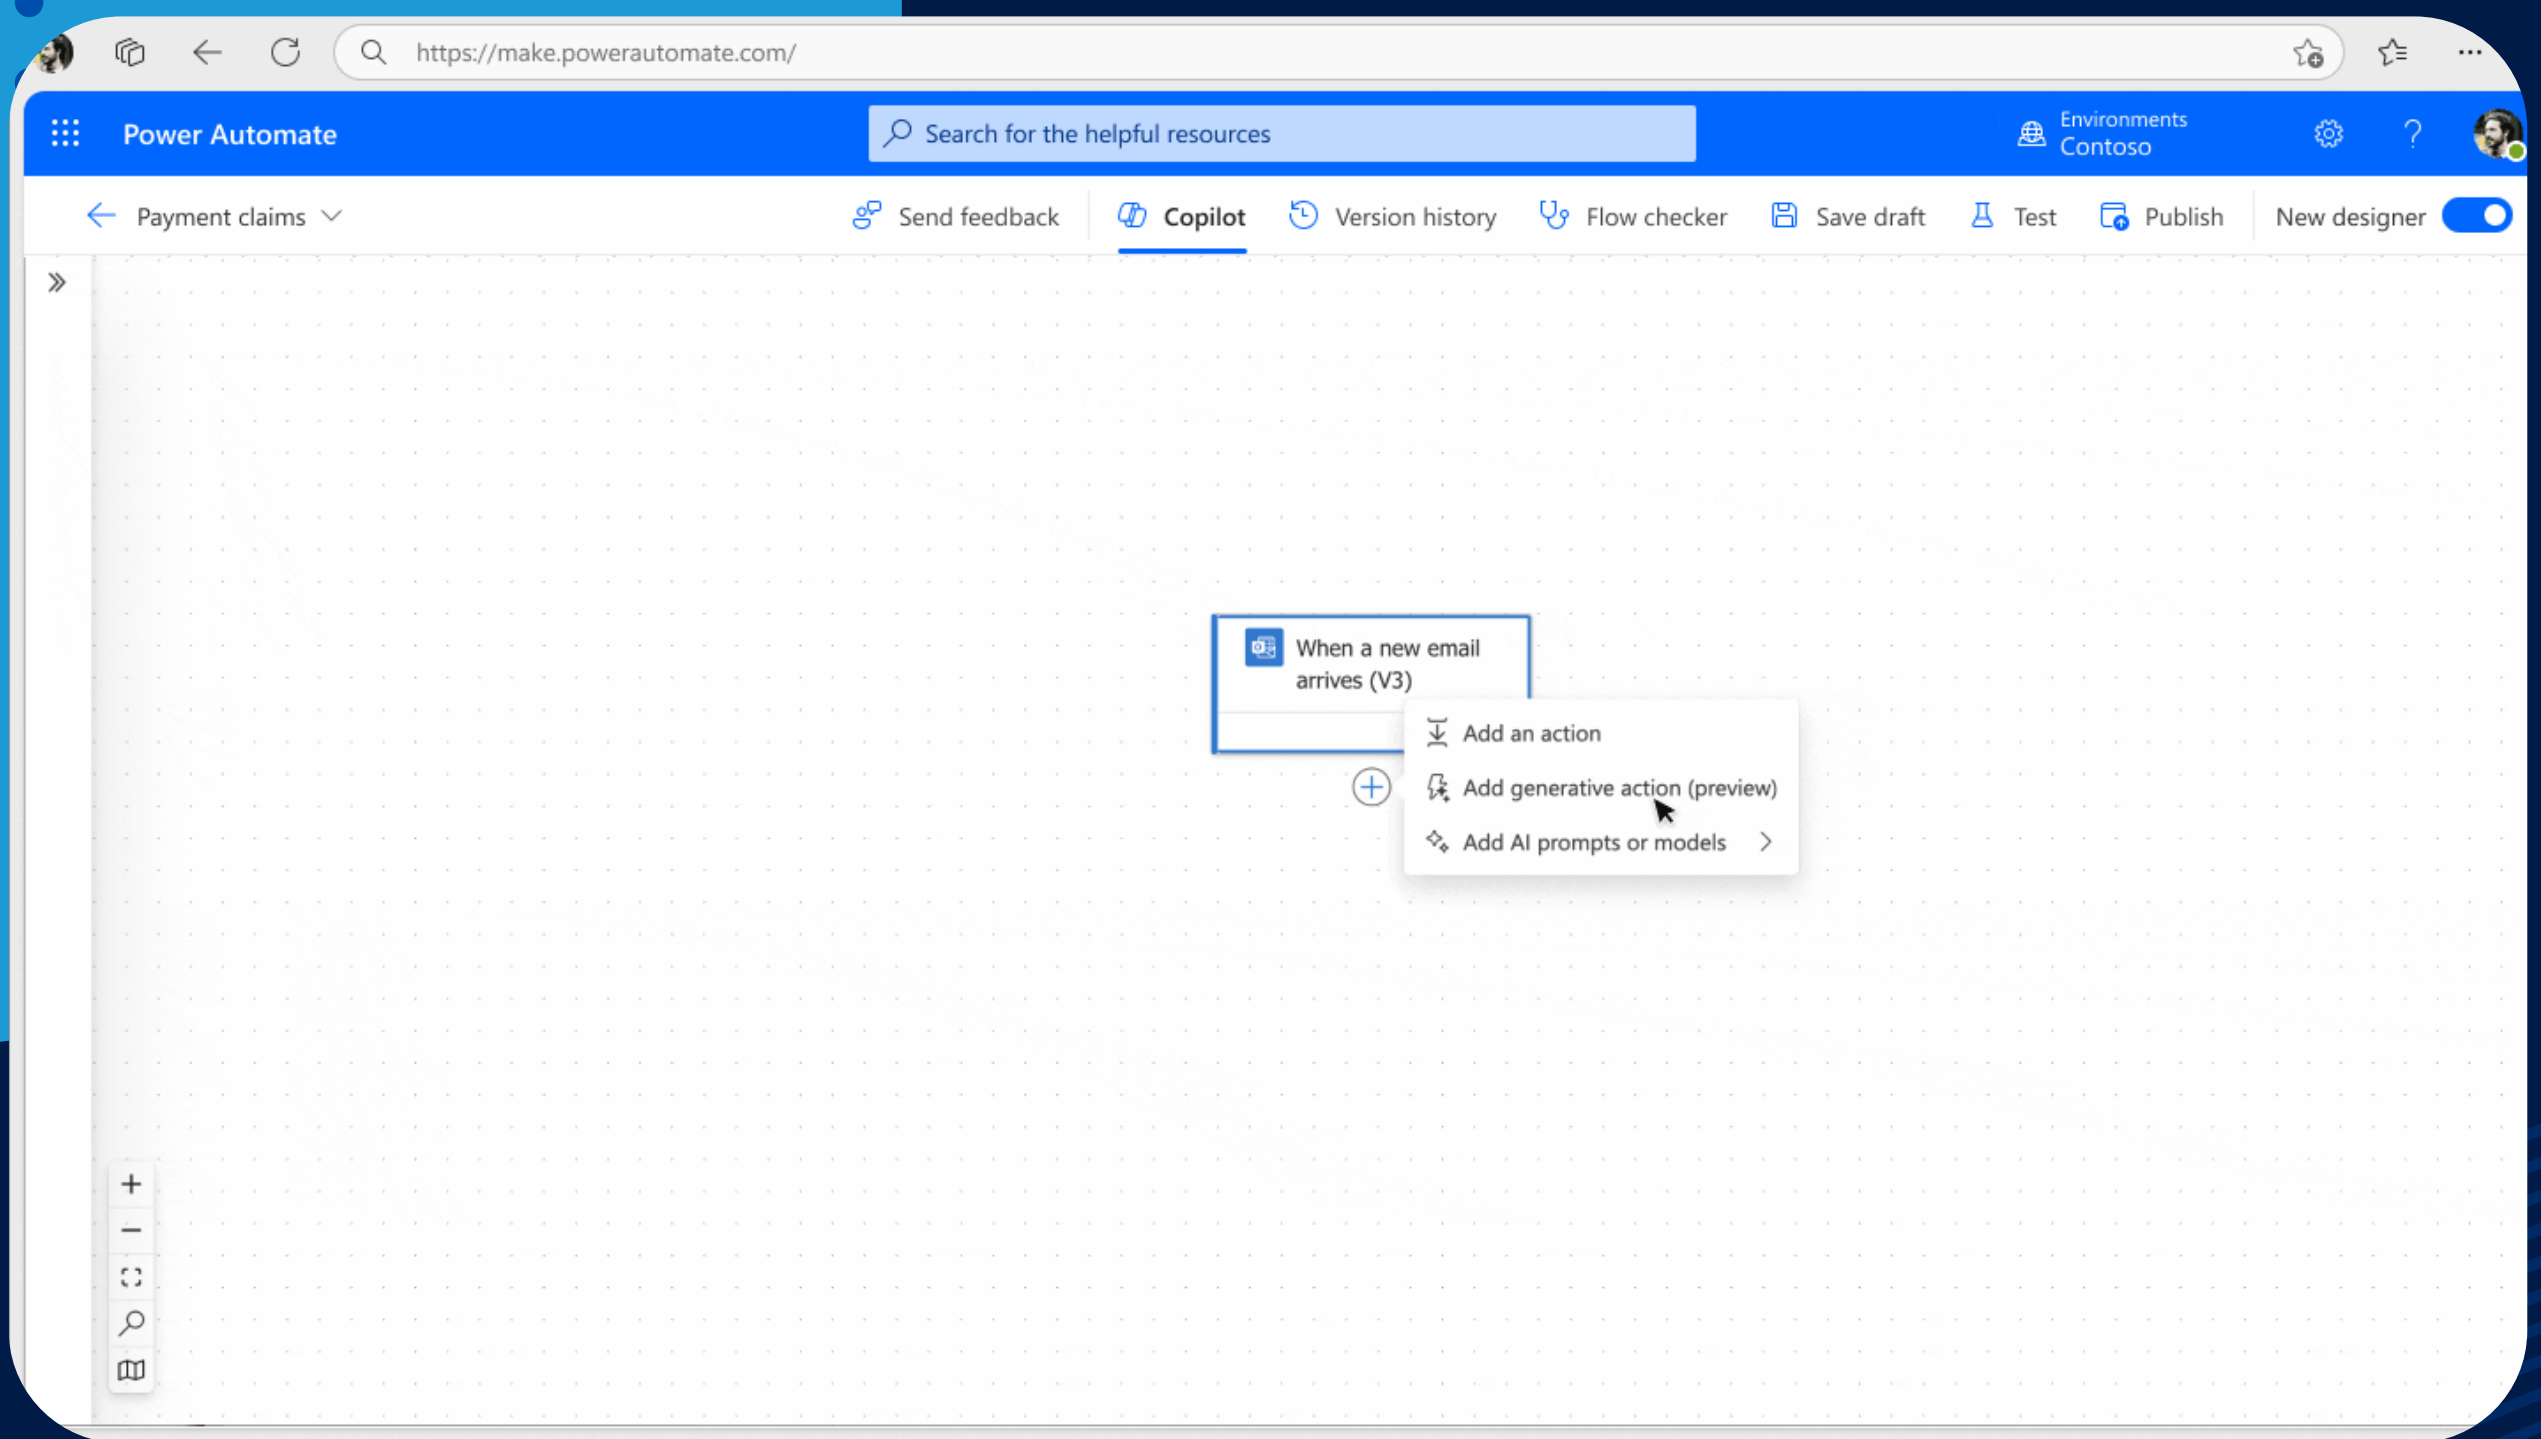 https://make.powerautomate.com/
Power Automate
Search for the helpful resources
Environments
Contoso
Payment claims
Send feedback
Copilot
Version history
Flow checker
Save draft
Test
Publish
New designer
When a new email
arrives (V3)
Add an action
Add generative action (preview)
Add AI prompts or models